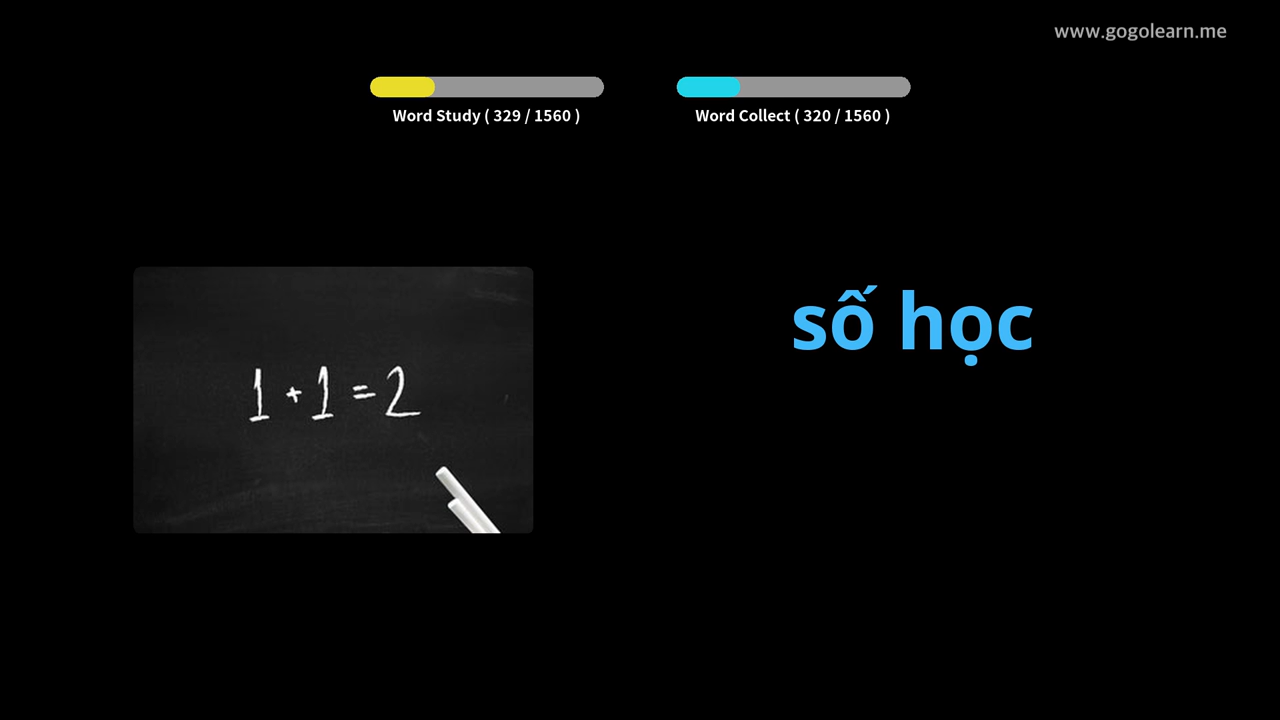 www.gogolearn.me
Word Study ( 329 / 1560 )
Word Collect ( 320 / 1560 )
1 + 1 = 2
số học